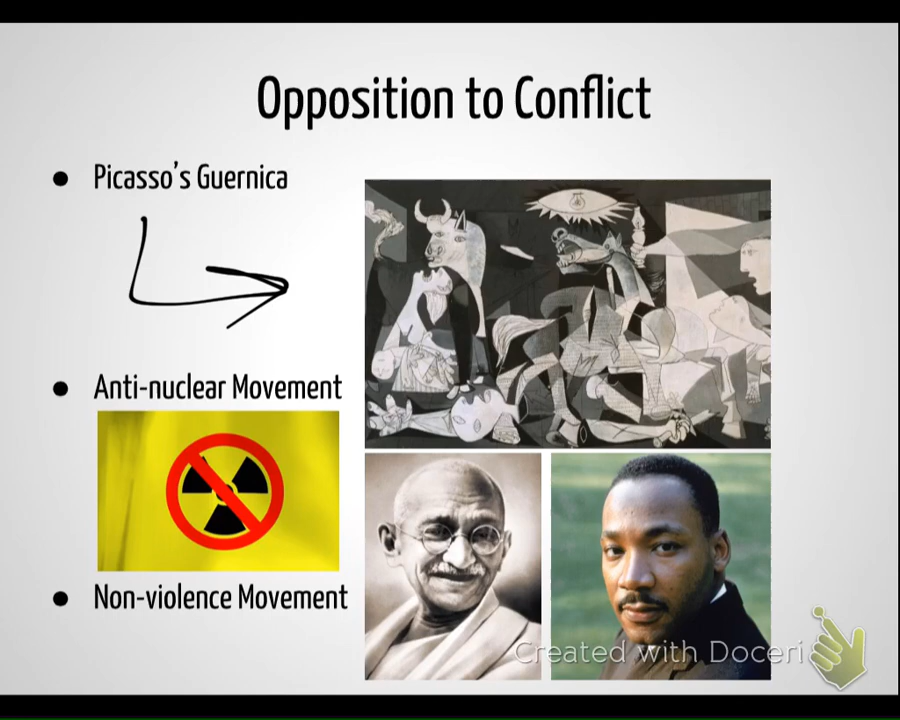 Opposition to Conflict
● Picasso's Guernica
● Anti-nuclear Movement
● Non-violence Movement
Created with Doceri